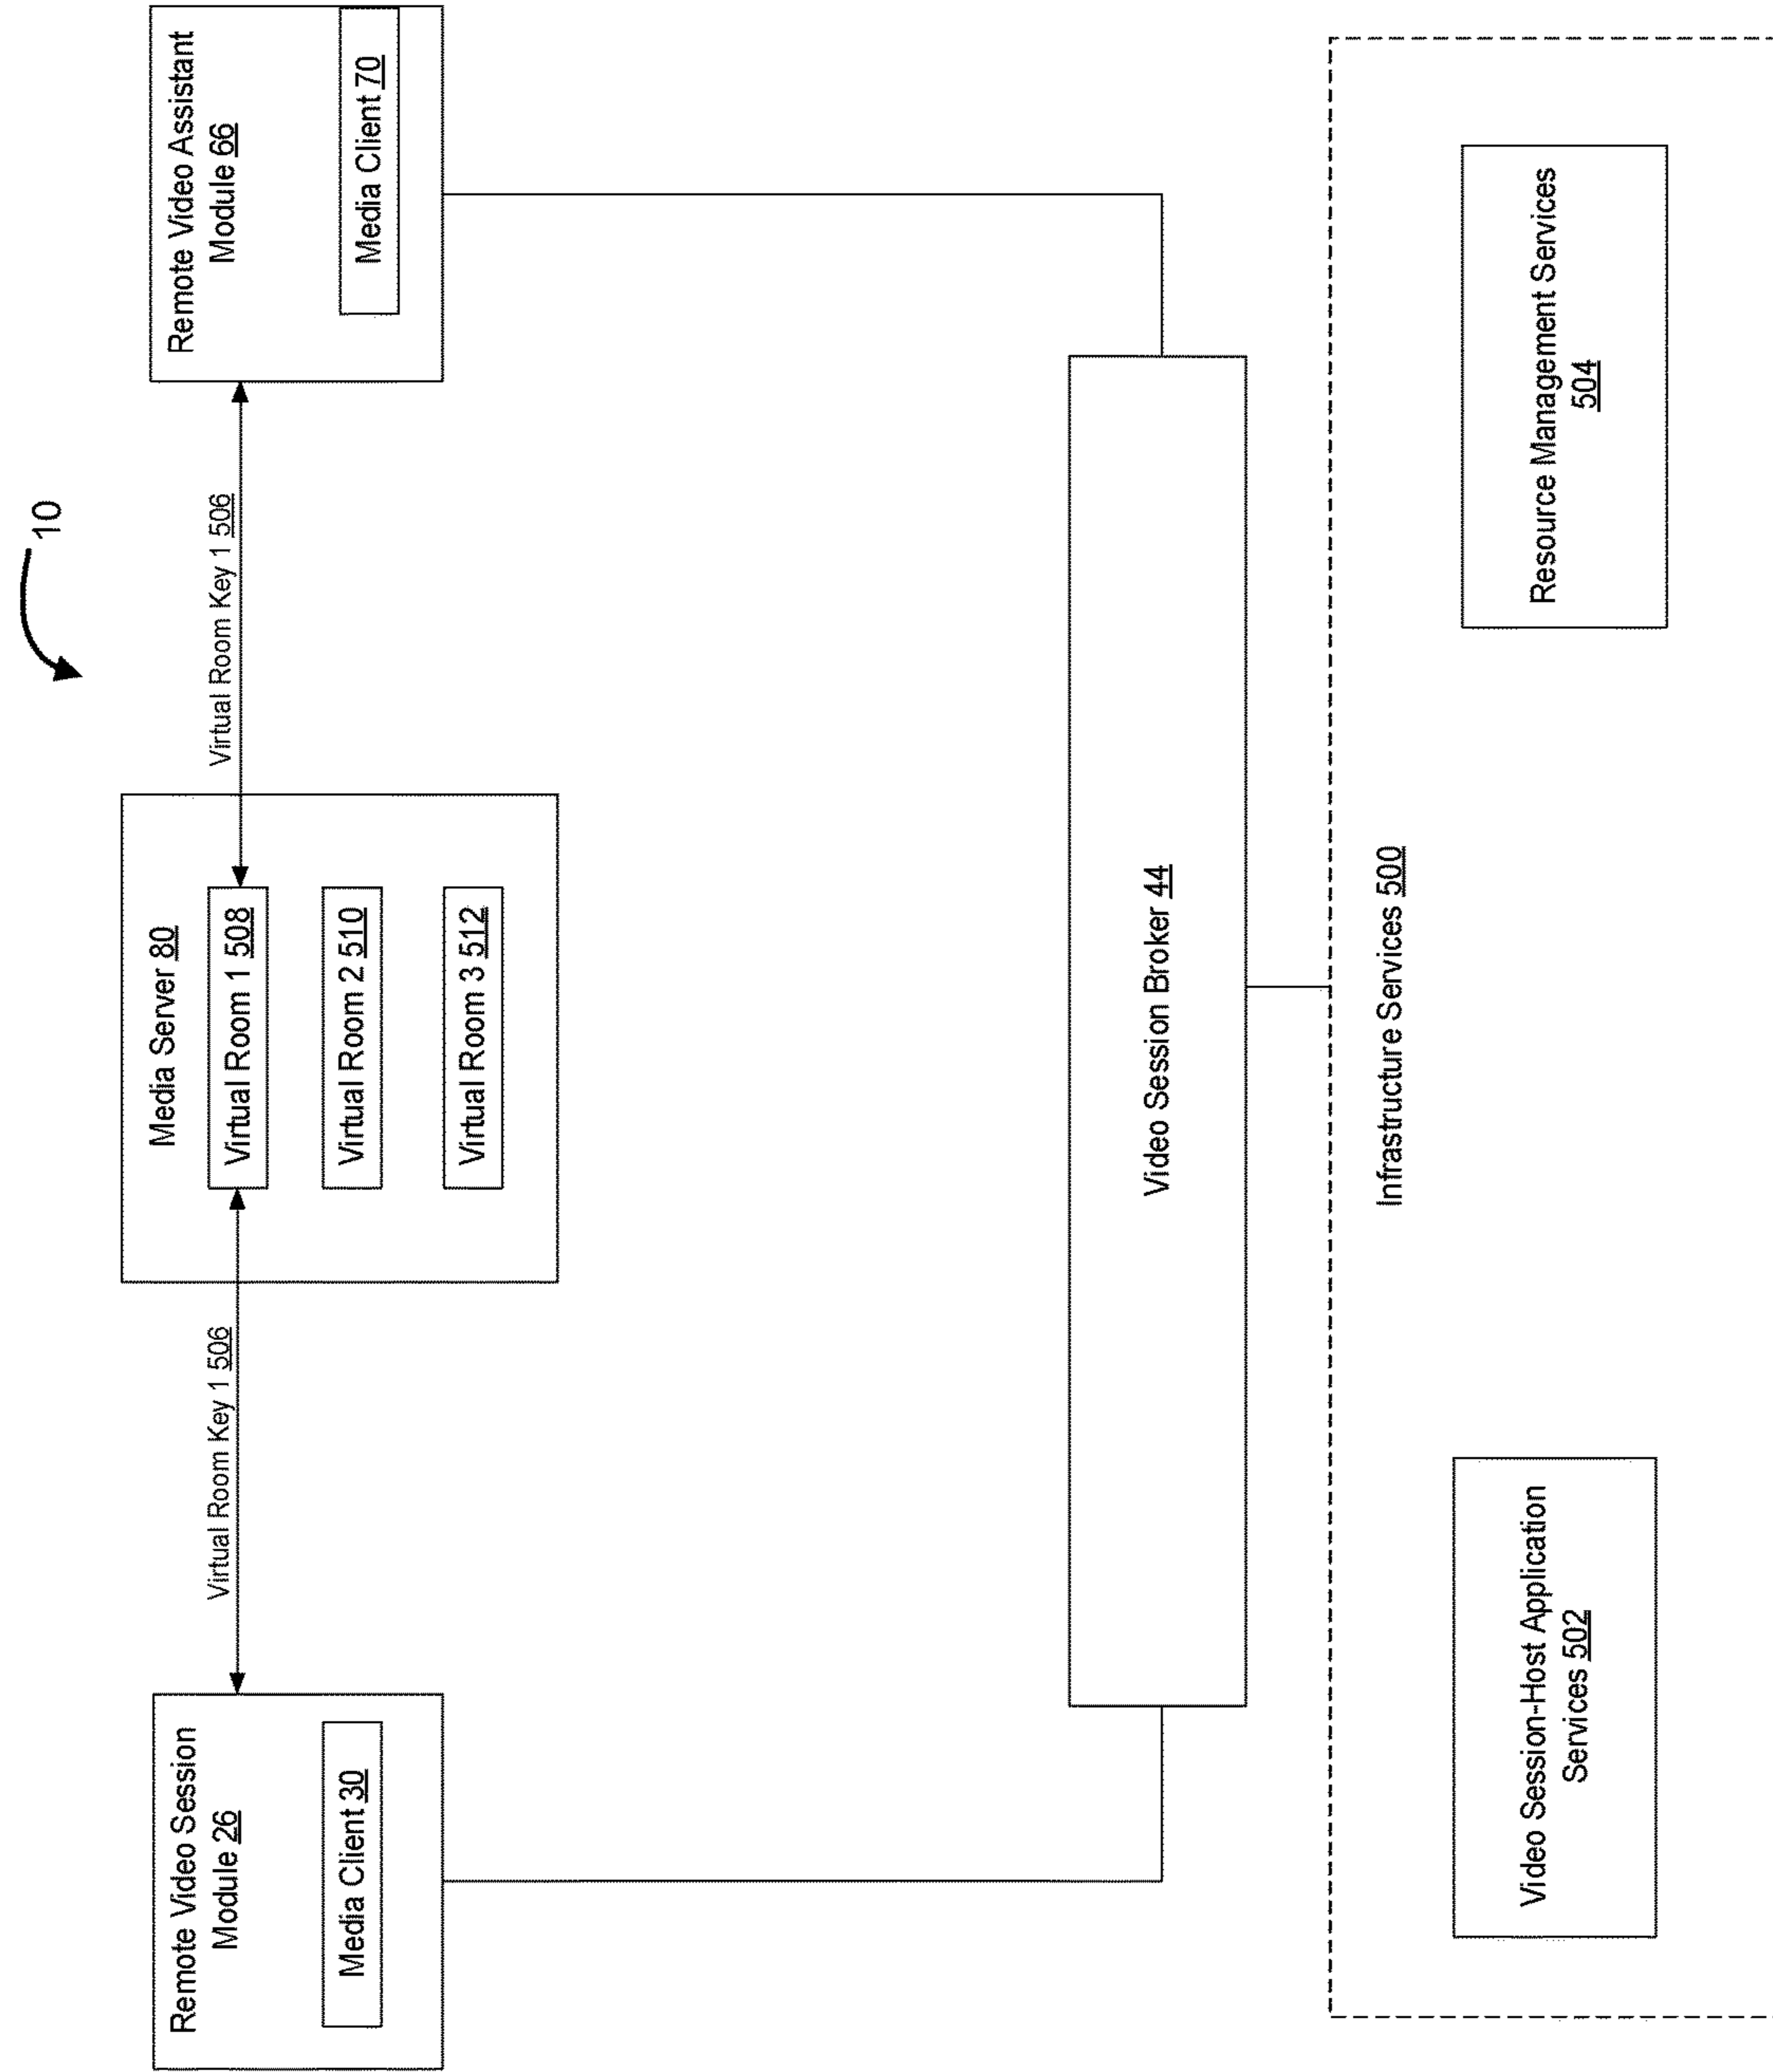 10
Remote Video Session
Module 26
Media Client 30
Virtual Room Key 1 506
Media Server 80
Virtual Room 1 508
Virtual Room 2 510
Virtual Room 3 512
Virtual Room Key 1 506
Remote Video Assistant
Module 66
Media Client 70
Video Session Broker 44
Infrastructure Services 500
Video Session-Host Application
Services 502
Resource Management Services
504